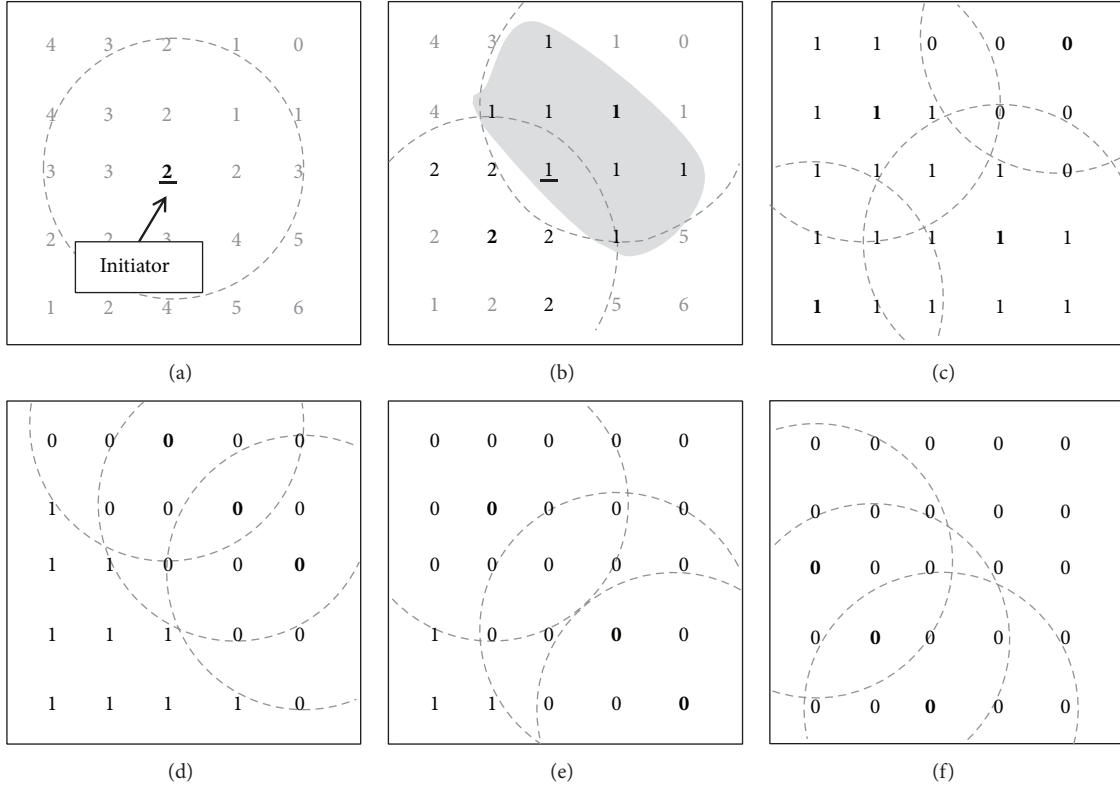 4 3 2 1 0
4 3 2 1 1
3 3 2 2 3
2 2 3 4 5
Initiator
1 2 4 5 6
(a)
4 3 1 1 0
4 1 1 1 1
2 2 1 1 1
2 2 2 1 5
1 2 2 5 6
(b)
1 1 0 0 0
1 1 1 0 0
1 1 1 1 0
1 1 1 1 1
1 1 1 1 1
(c)
0 0 0 0 0
1 0 0 0 0
1 1 0 0 0
1 1 1 0 0
1 1 1 1 0
(d)
0 0 0 0 0
0 0 0 0 0
0 0 0 0 0
1 0 0 0 0
1 1 0 0 0
(e)
0 0 0 0 0
0 0 0 0 0
0 0 0 0 0
0 0 0 0 0
0 0 0 0 0
(f)